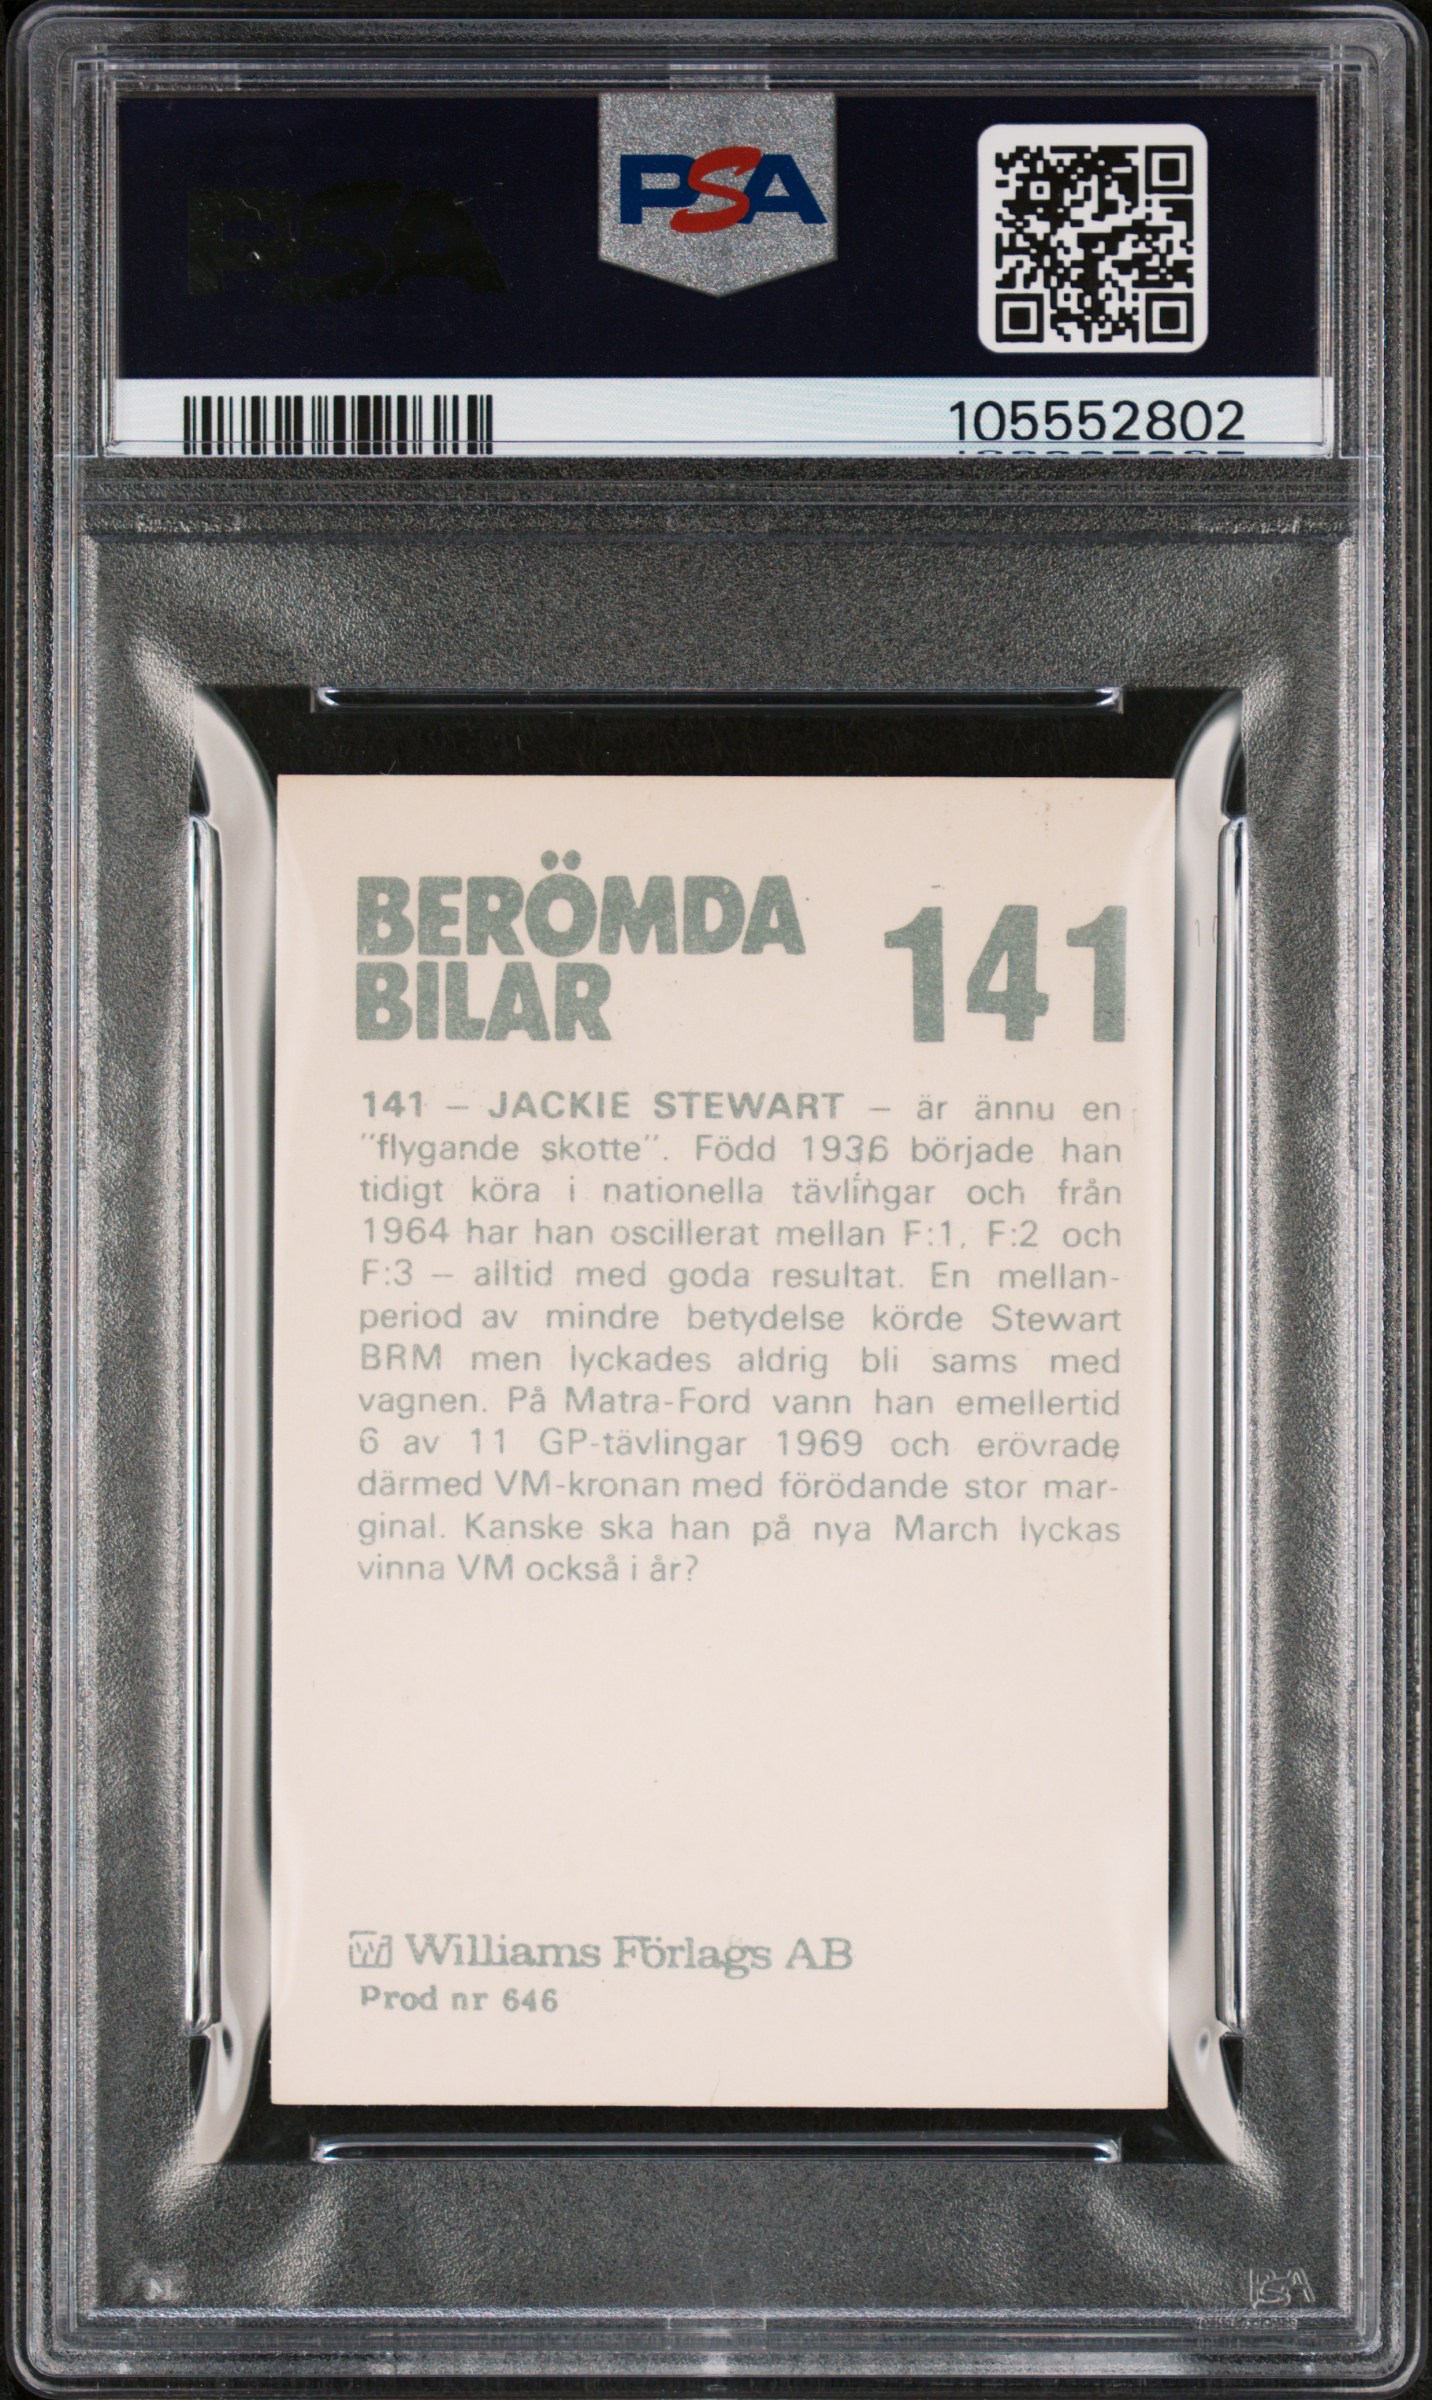 PSA
PSA
105552802
BERÖMDA
BILAR
141
141 – JACKIE STEWART – är ännu en
"flygande skotte". Född 1936 började han
tidigt köra i nationella tävlingar och från
1964 har han oscillerat mellan F:1, F:2 och
F:3 – alltid med goda resultat. En mellan-
period av mindre betydelse körde Stewart
BRM men lyckades aldrig bli sams med
vagnen. På Matra-Ford vann han emellertid
6 av 11 GP-tävlingar 1969 och erövrade
därmed VM-kronan med förödande stor mar-
ginal. Kanske ska han på nya March lyckas
vinna VM också i år?
W Williams Förlags AB
Prod nr 646
PSA